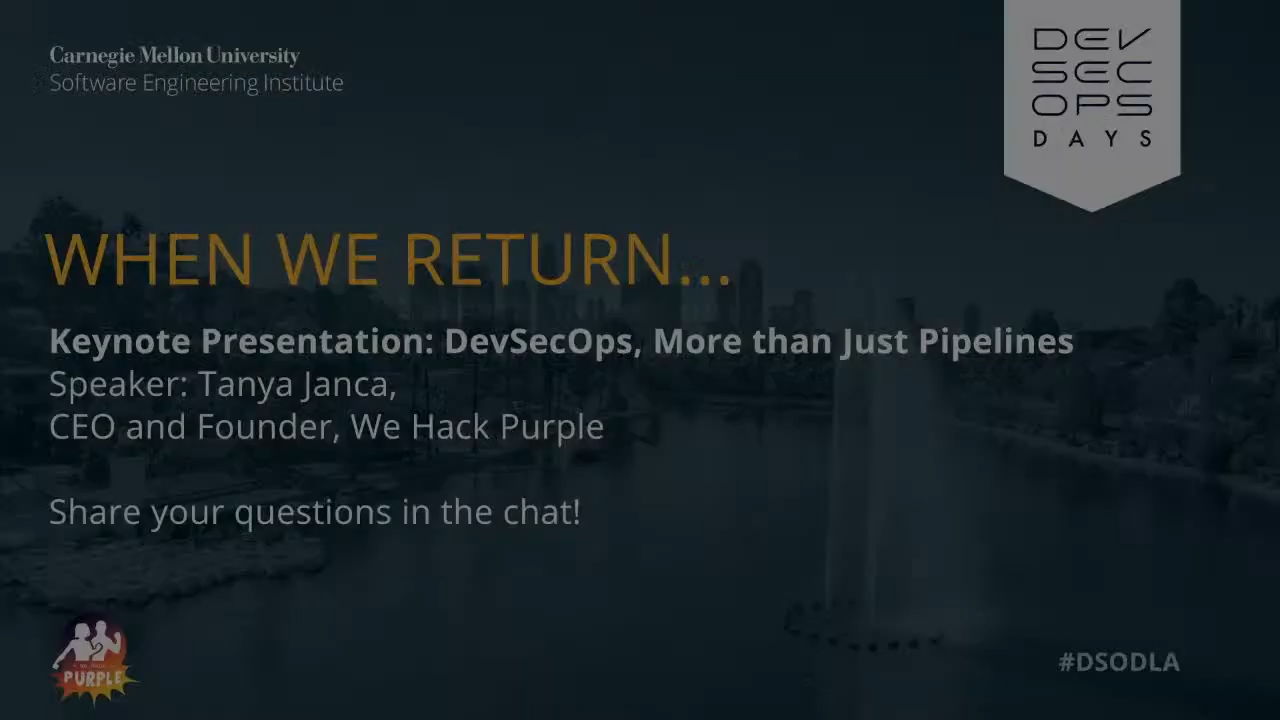 Carnegie Mellon University
Software Engineering Institute
DEV
SEC
OPS
DAYS
WHEN WE RETURN...
Keynote Presentation: DevSecOps, More than Just Pipelines
Speaker: Tanya Janca,
CEO and Founder, We Hack Purple
Share your questions in the chat!
PURPLE
#DSODLA